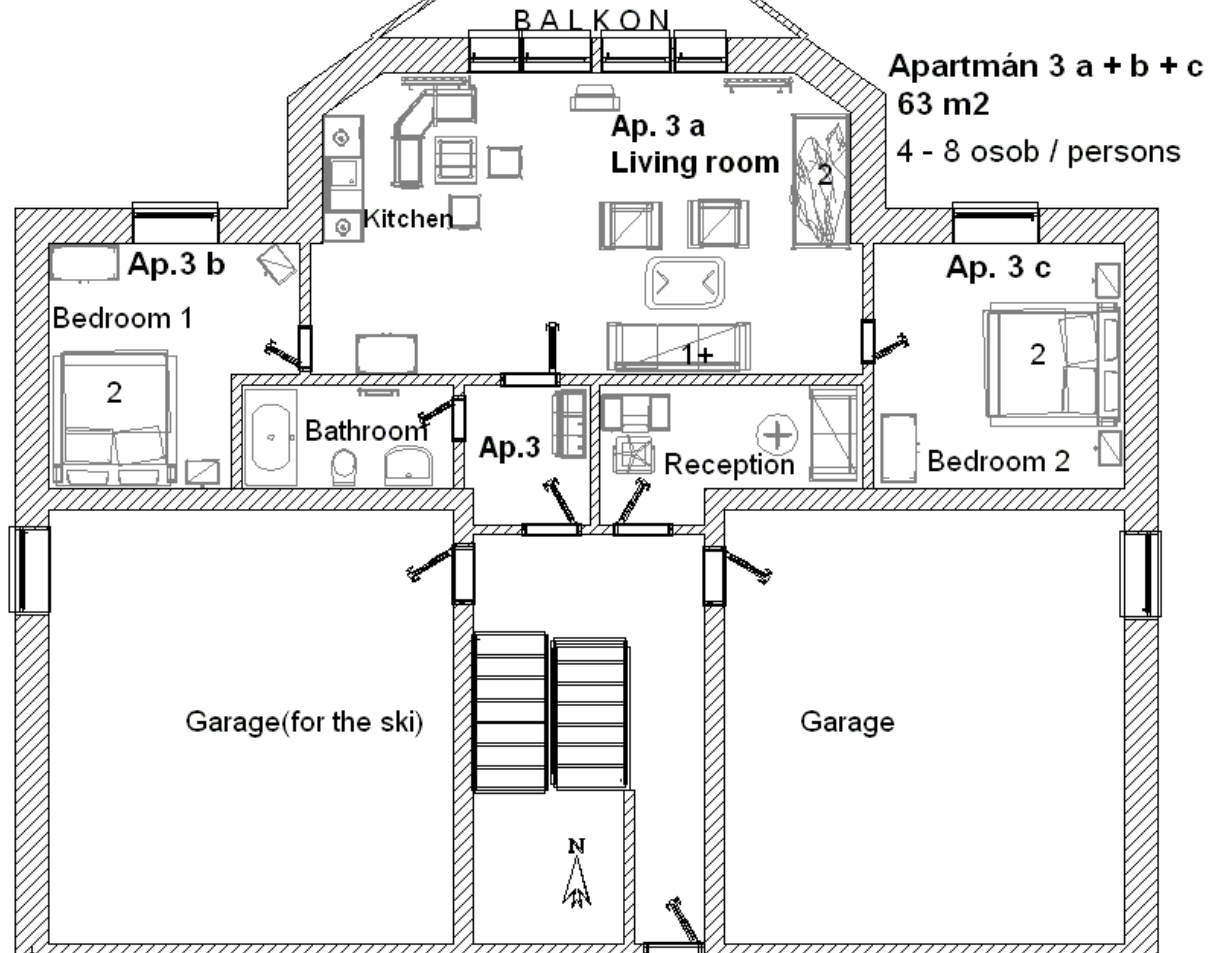 BALKON
Apartmán 3 a + b + c
63 m2
4 - 8 osob / persons
Ap. 3 a
Living room
2
Kitchen
Ap.3 b
Bedroom 1
2
Ap. 3 c
2
Bedroom 2
1+
Bathroom
Ap.3
Reception
Garage(for the ski)
Garage
N